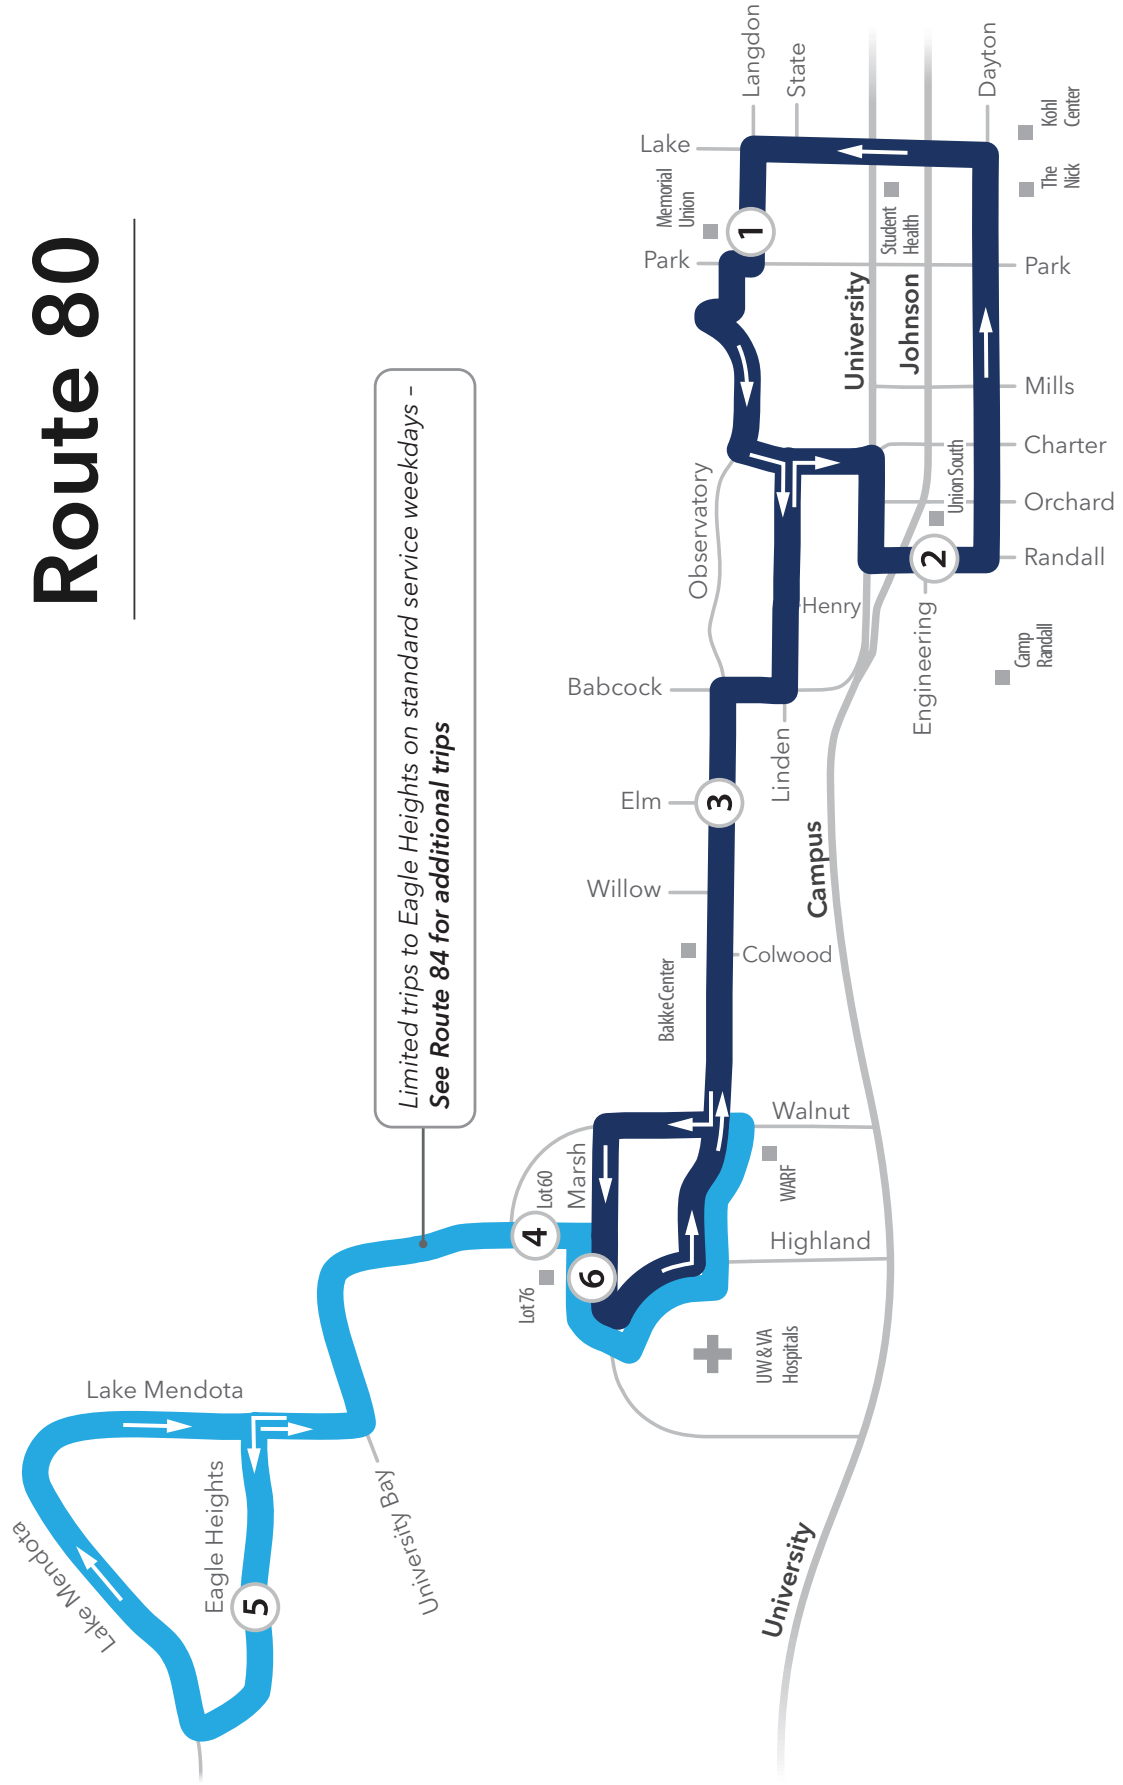 Route 80
Limited trips to Eagle Heights on standard service weekdays –
See Route 84 for additional trips
Lake Mendota
Lake Mendota
Eagle Heights
5
University Bay
University
4
Lot 60
Lot 76
6
Marsh
UW & VA
Hospitals
Highland
WARF
Walnut
Bakke Center
Colwood
Willow
Campus
Elm
3
Babcock
Linden
Observatory
Henry
Engineering
2
Union South
Camp
Randall
Randall
Orchard
Charter
Mills
Park
University
Johnson
Student
Health
Park
1
Memorial
Union
Lake
Langdon
State
Dayton
The
Nick
Kohl
Center